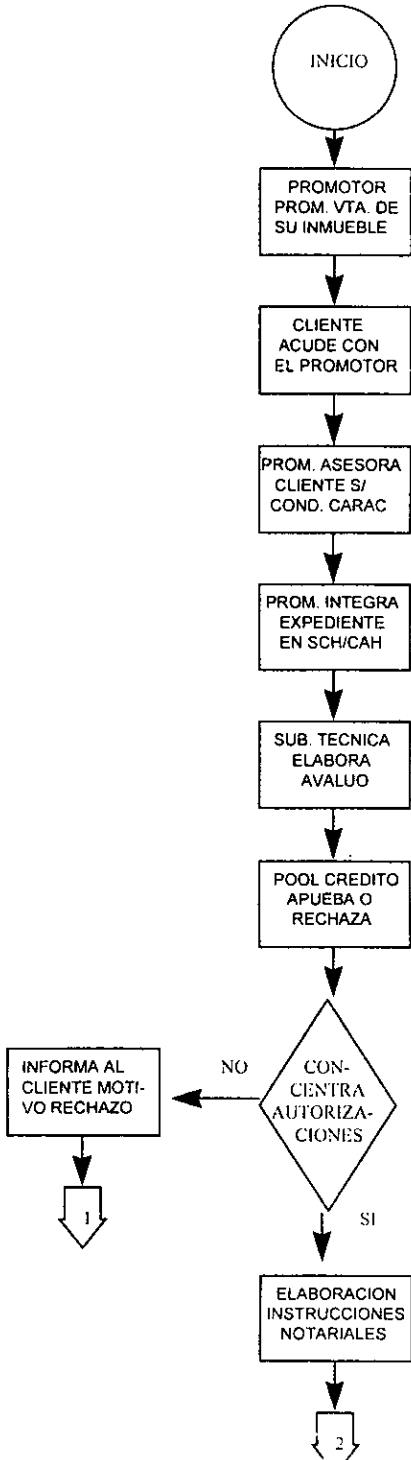 INICIO
PROMOTOR
PROM. VTA. DE
SU INMUEBLE
CLIENTE
ACUDE CON
EL PROMOTOR
PROM. ASESORA
CLIENTE S/
COND. CARAC
PROM. INTEGRA
EXPEDIENTE
EN SCH/CAH
SUB. TECNICA
ELABORA
AVALUO
POOL CREDITO
APUEBA O
RECHAZA
CON-
CENTRA
AUTORIZA-
CIONES
NO
INFORMA AL
CLIENTE MOTI-
VO RECHAZO
1
SI
ELABORACION
INSTRUCCIONES
NOTARIALES
2